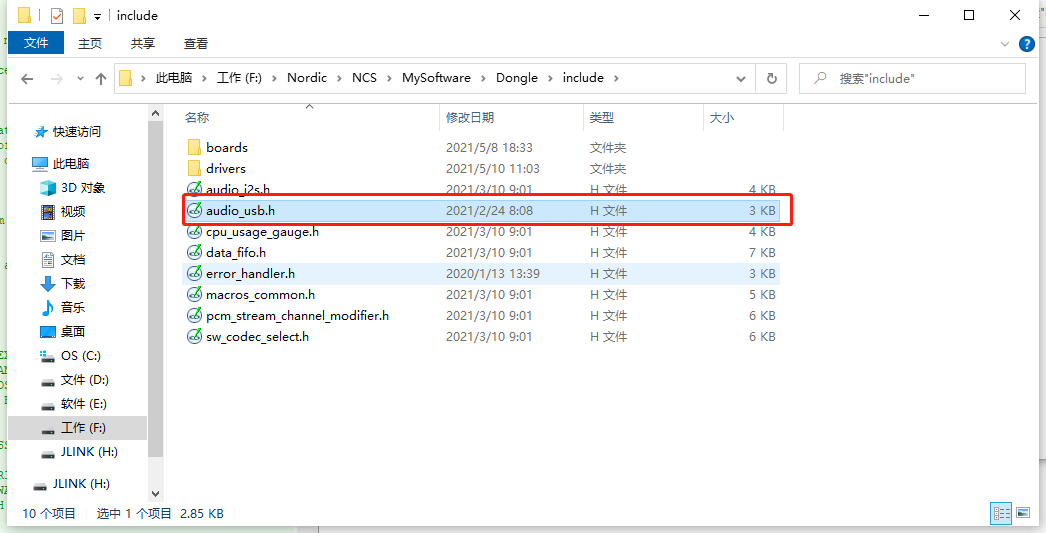 include
文件 主页 共享 查看
此电脑 工作 (F:) Nordic NCS MySoftware Dongle include
搜索"include"
名称 修改日期 类型 大小
快速访问
此电脑
3D 对象
视频
图片
文档
下载
音乐
桌面
OS (C:)
文件 (D:)
软件 (E:)
工作 (F:)
JLINK (H:)
JLINK (H:)
boards 2021/5/8 18:33 文件夹
drivers 2021/5/10 11:03 文件夹
audio_i2s.h 2021/3/10 9:01 H 文件 4 KB
audio_usb.h 2021/2/24 8:08 H 文件 3 KB
cpu_usage_gauge.h 2021/3/10 9:01 H 文件 4 KB
data_fifo.h 2021/3/10 9:01 H 文件 7 KB
error_handler.h 2020/1/13 13:39 H 文件 3 KB
macros_common.h 2021/3/10 9:01 H 文件 5 KB
pcm_stream_channel_modifier.h 2021/3/10 9:01 H 文件 6 KB
sw_codec_select.h 2021/3/10 9:01 H 文件 6 KB
10 个项目 选中 1 个项目 2.85 KB